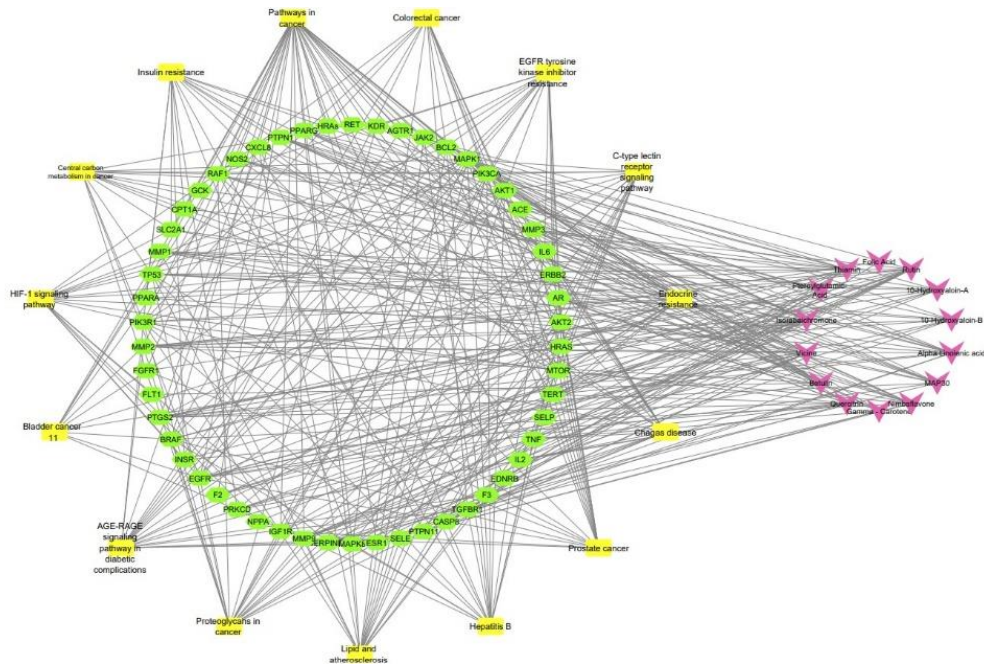 Pathways in
cancer
Colorectal cancer
EGFR tyrosine
kinase inhibitor
resistance
Insulin resistance
C-type lectin
receptor
signaling
pathway
Central carbon
metabolism in cancer
HIF-1 signaling
pathway
Endocrine
resistance
Bladder cancer
11
Chagas disease
AGE-RAGE
signaling
pathway in
diabetic
complications
Prostate cancer
Proteoglycans in
cancer
Lipid and
atherosclerosis
Hepatitis B
RET
KDR
AGTR1
JAK2
BCL2
MAPK1
PIK3CA
AKT1
ACE
MMP3
IL6
ERBB2
AR
AKT2
HRAS
MTOR
TERT
SELP
TNF
IL2
EDNRB
F3
TGFBR1
CASP8
PTPN11
SELE
ESR1
MMP9
IGF1R
NPPA
PRKCD
F2
EGFR
INSR
BRAF
PTGS2
FLT1
FGFR1
MMP2
PIK3R1
PPARA
TP53
MMP1
SLC2A1
CPT1A
GCK
RAF1
NOS2
CXCL8
PTPN1
PPARG
Folic Acid
Rutin
10-Hydroxyaloin-B
Alpha-Linolenic acid
MAP30
Nimbaflavone
Gamma - Carotene
Vicine
Isorabaichromone
Pteroylglutamic
Acid